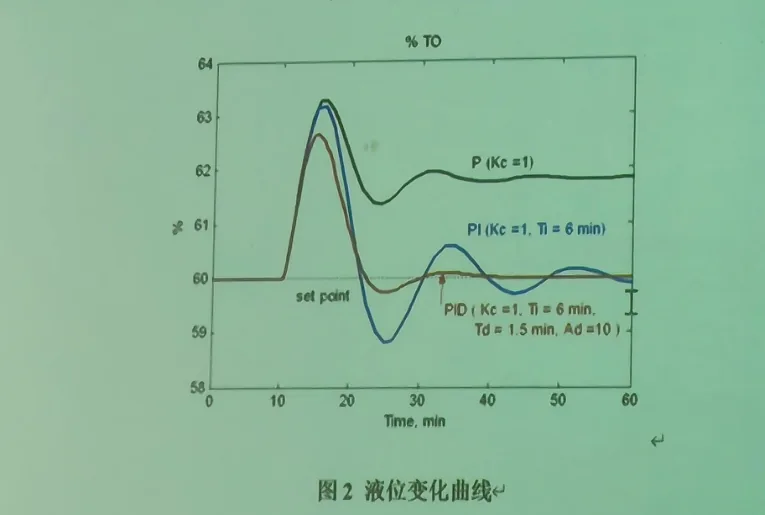 % TO
64
63
62
61
60
59
58
%
P (Kc =1)
PI (Kc =1, Ti = 6 min)
set point
PID ( Kc =1, Ti = 6 min,
Td = 1.5 min, Ad =10 )
0 10 20 30 40 50 60
Time, min
图 2 液位变化曲线